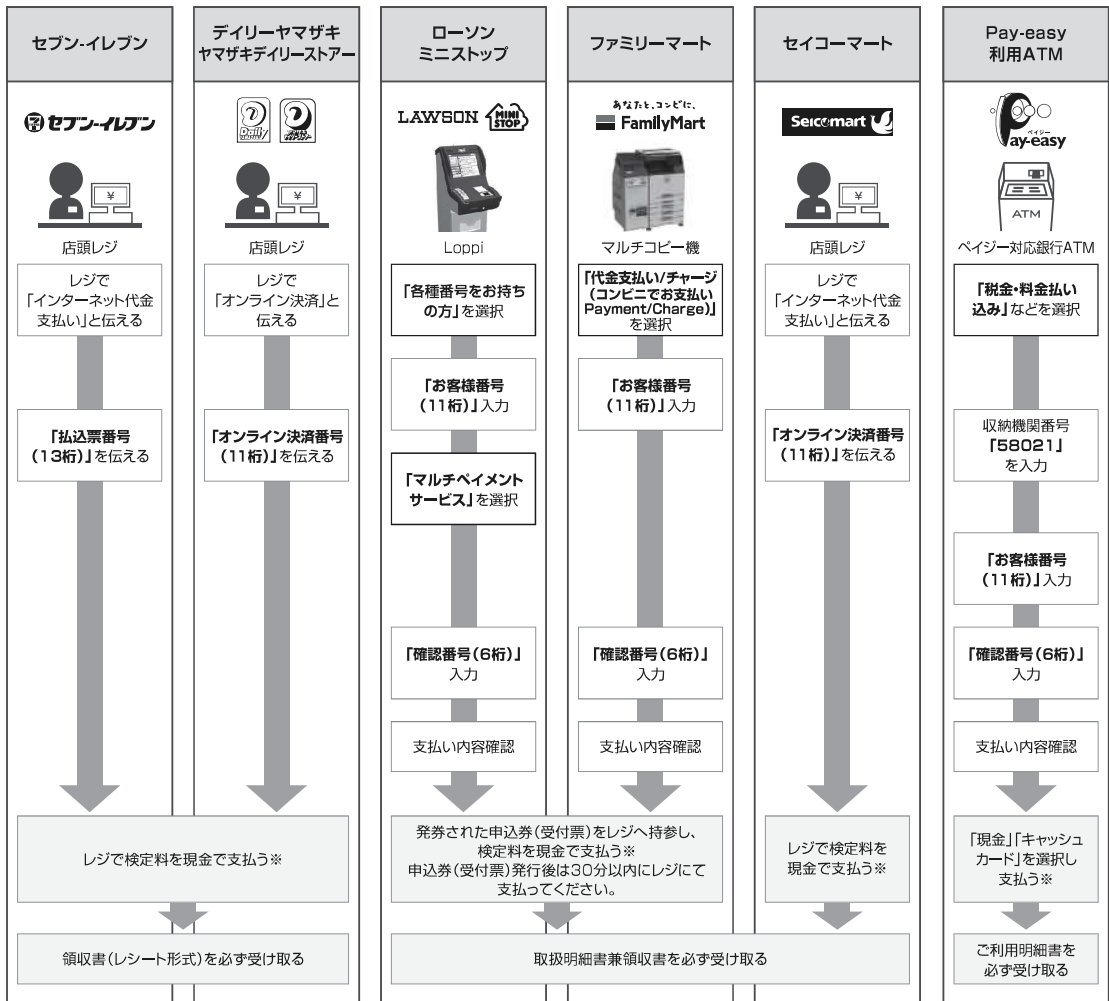 セブン-イレブン
デイリーヤマザキ
ヤマザキデイリーストアー
ローソン
ミニストップ
ファミリーマート
セイコーマート
Pay-easy
利用ATM
セブン-イレブン
Daily
LAWSON
MINI
STOP
あなたと、コンビに、
FamilyMart
Seicomart
ペイジー
Pay-easy
¥
¥
¥
ATM
店頭レジ
店頭レジ
Loppi
マルチコピー機
店頭レジ
ペイジー対応銀行ATM
レジで
「インターネット代金
支払い」と伝える
「払込票番号
(13桁)」を伝える
レジで
「オンライン決済」と
伝える
「オンライン決済番号
(11桁)」を伝える
「各種番号をお持ち
の方」を選択
「お客様番号
(11桁)」入力
「マルチペイメント
サービス」を選択
「確認番号(6桁)」
入力
支払い内容確認
「代金支払い/チャージ
(コンビニでお支払い
Payment/Charge)」
を選択
「お客様番号
(11桁)」入力
「確認番号(6桁)」
入力
支払い内容確認
レジで
「インターネット代金
支払い」と伝える
「オンライン決済番号
(11桁)」を伝える
「税金・料金払い
込み」などを選択
収納機関番号
「58021」
を入力
「お客様番号
(11桁)」入力
「確認番号(6桁)」
入力
支払い内容確認
レジで検定料を現金で支払う※
発券された申込券(受付票)をレジへ持参し、
検定料を現金で支払う※
申込券(受付票)発行後は30分以内にレジにて
支払ってください。
レジで検定料を
現金で支払う※
「現金」「キャッシュ
カード」を選択し
支払う※
領収書(レシート形式)を必ず受け取る
取扱明細書兼領収書を必ず受け取る
ご利用明細書を
必ず受け取る